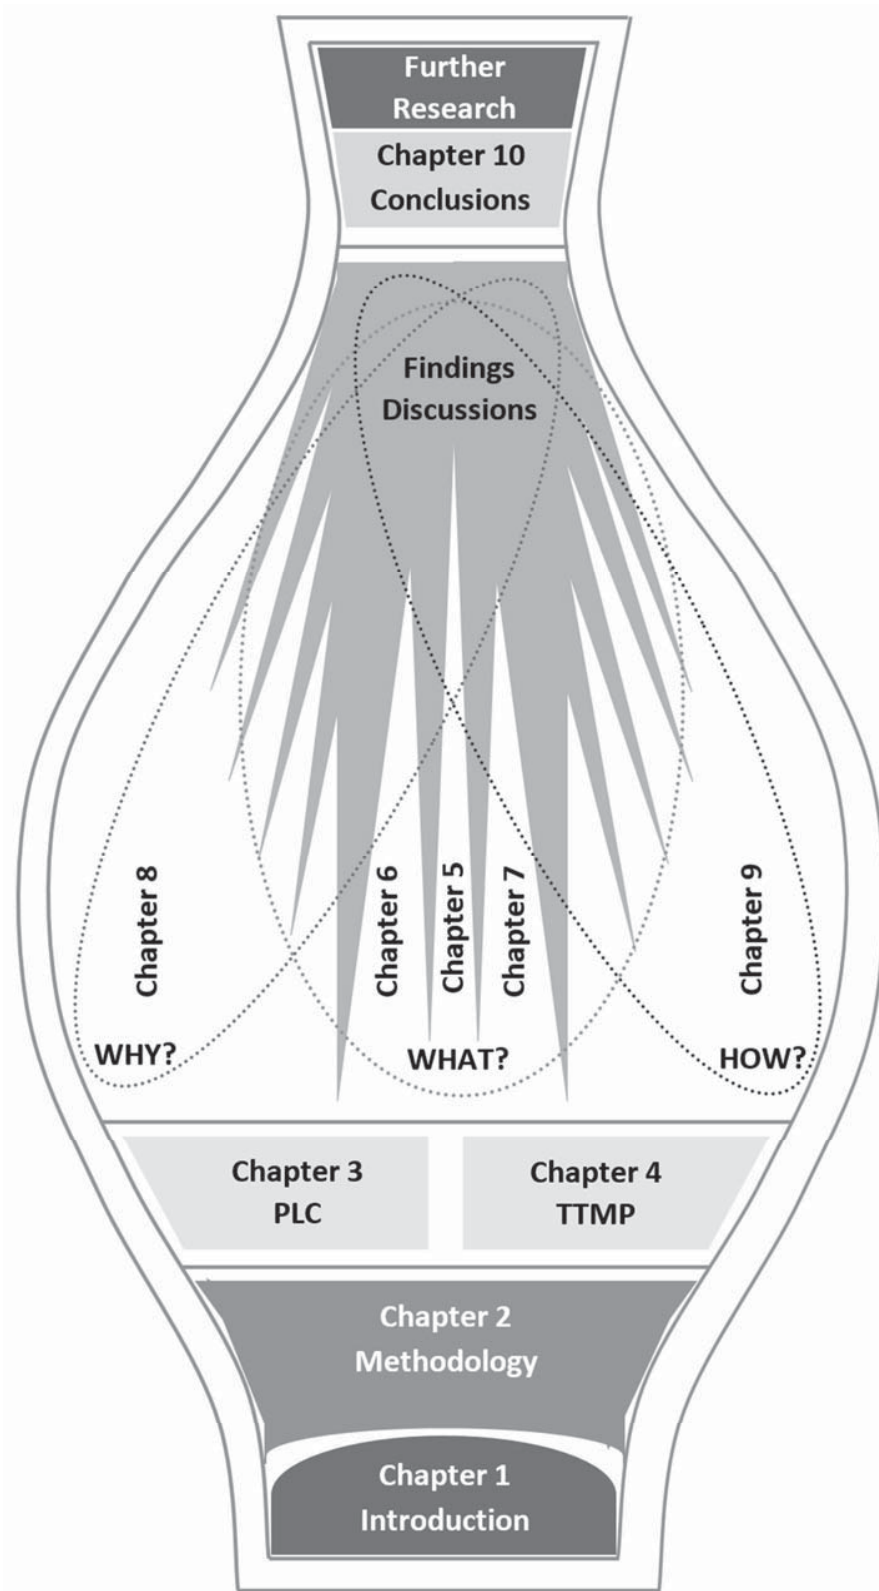 Further
Research
Chapter 10
Conclusions
Findings
Discussions
Chapter 8
Chapter 6
Chapter 5
Chapter 7
Chapter 9
WHY?
WHAT?
HOW?
Chapter 3
PLC
Chapter 4
TTMP
Chapter 2
Methodology
Chapter 1
Introduction